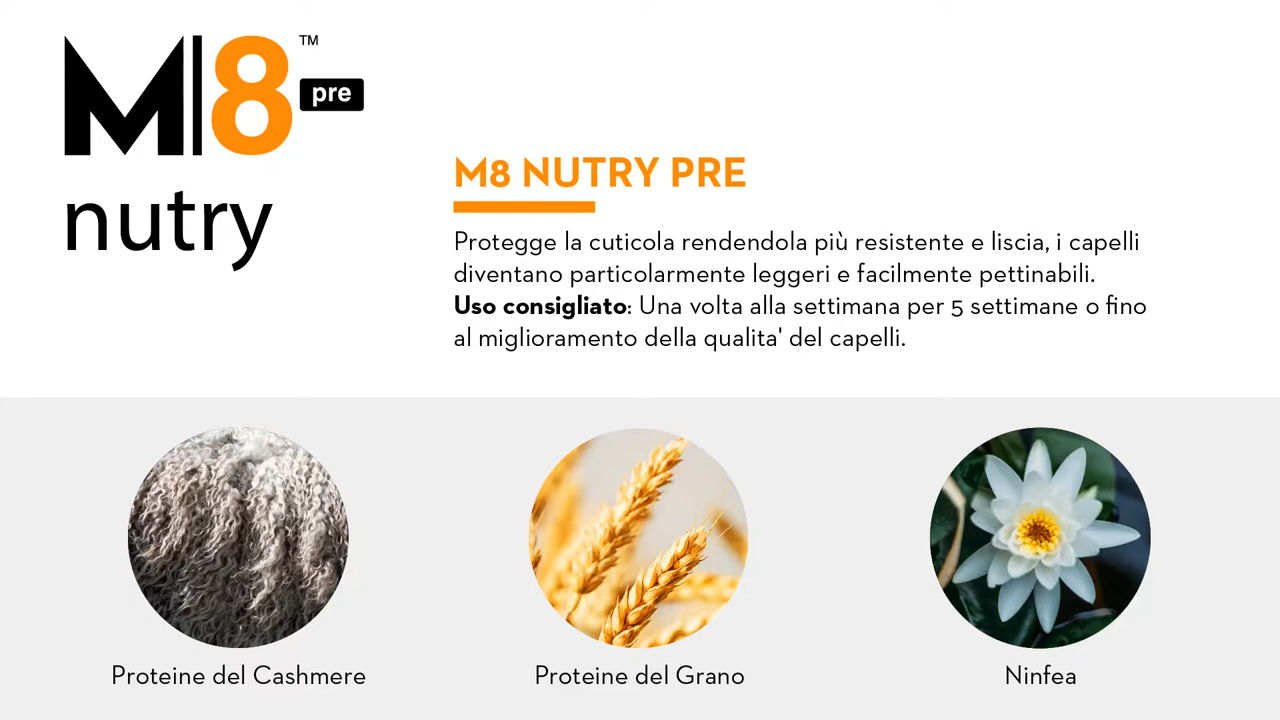 M|8™ pre
nutry
M8 NUTRY PRE
Protegge la cuticola rendendola più resistente e liscia, i capelli
diventano particolarmente leggeri e facilmente pettinabili.
Uso consigliato: Una volta alla settimana per 5 settimane o fino
al miglioramento della qualita' del capelli.
Proteine del Cashmere
Proteine del Grano
Ninfea